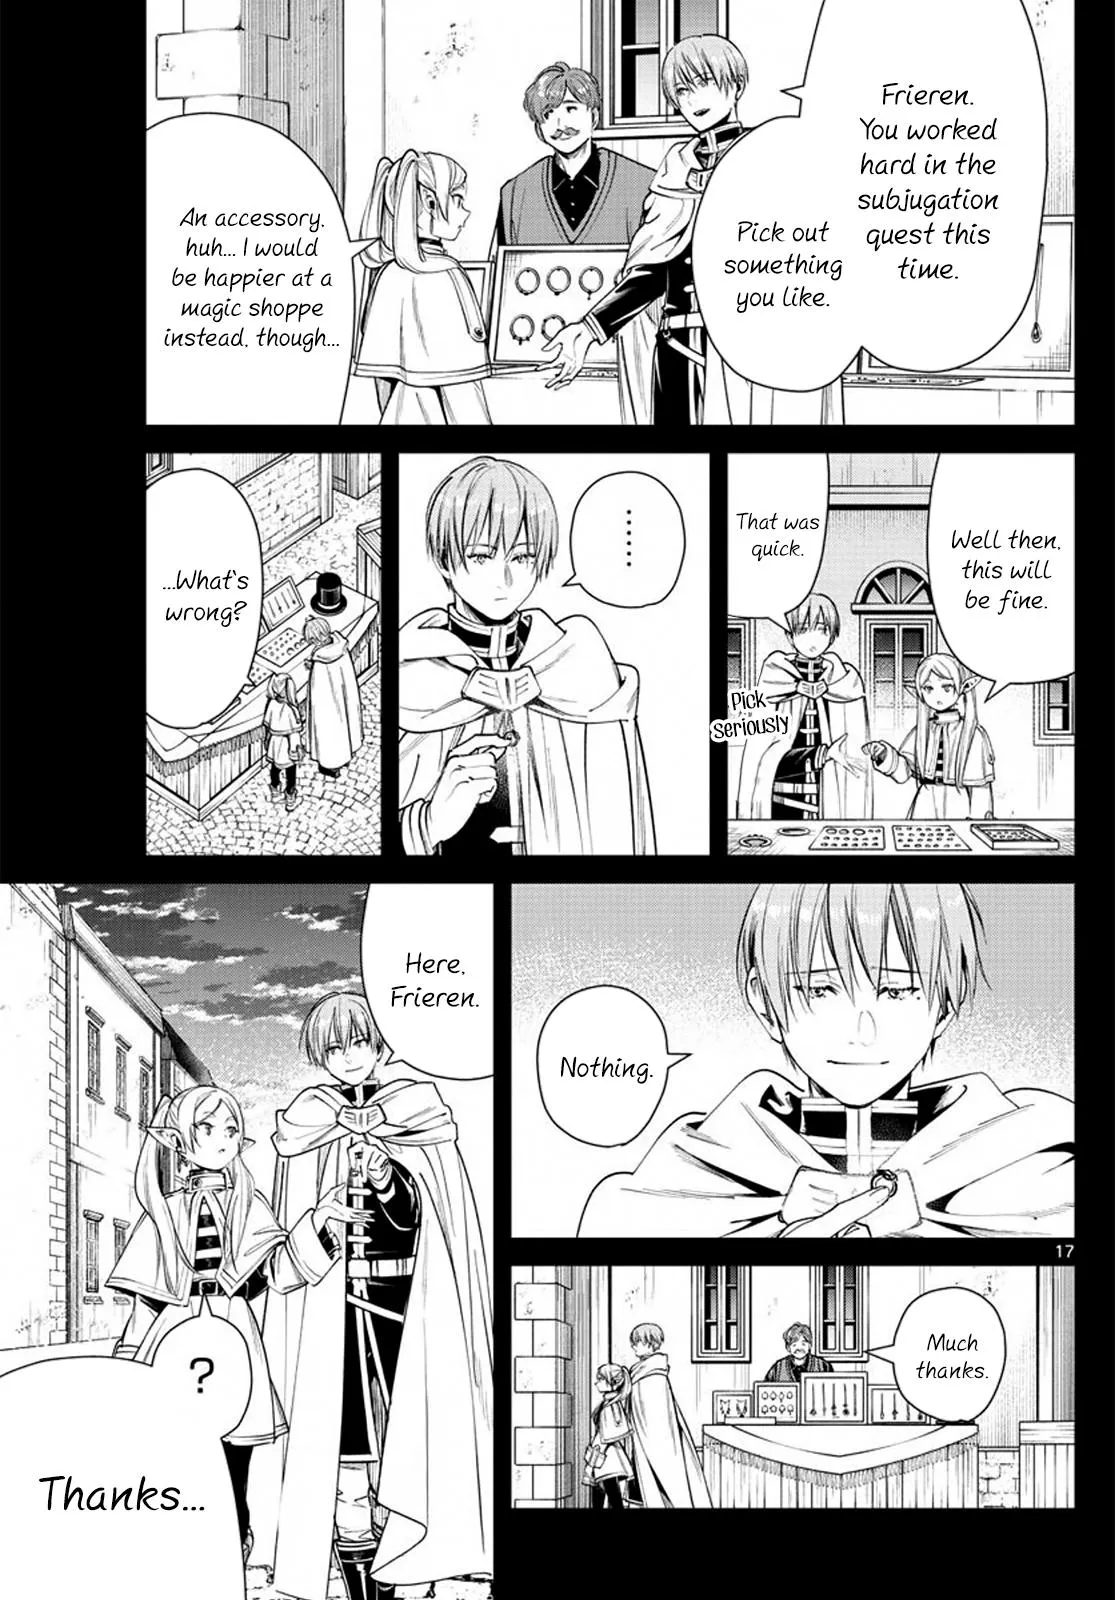 Frieren.
You worked
hard in the
subjugation
quest this
time.
Pick out
something
you like.
An accessory,
huh... I would
be happier at a
magic shoppe
instead, though...
Well then,
this will
be fine.
That was
quick.
Pick
seriously
......
...What's
wrong?
Nothing.
17
Much
thanks.
Here,
Frieren.
?
Thanks...